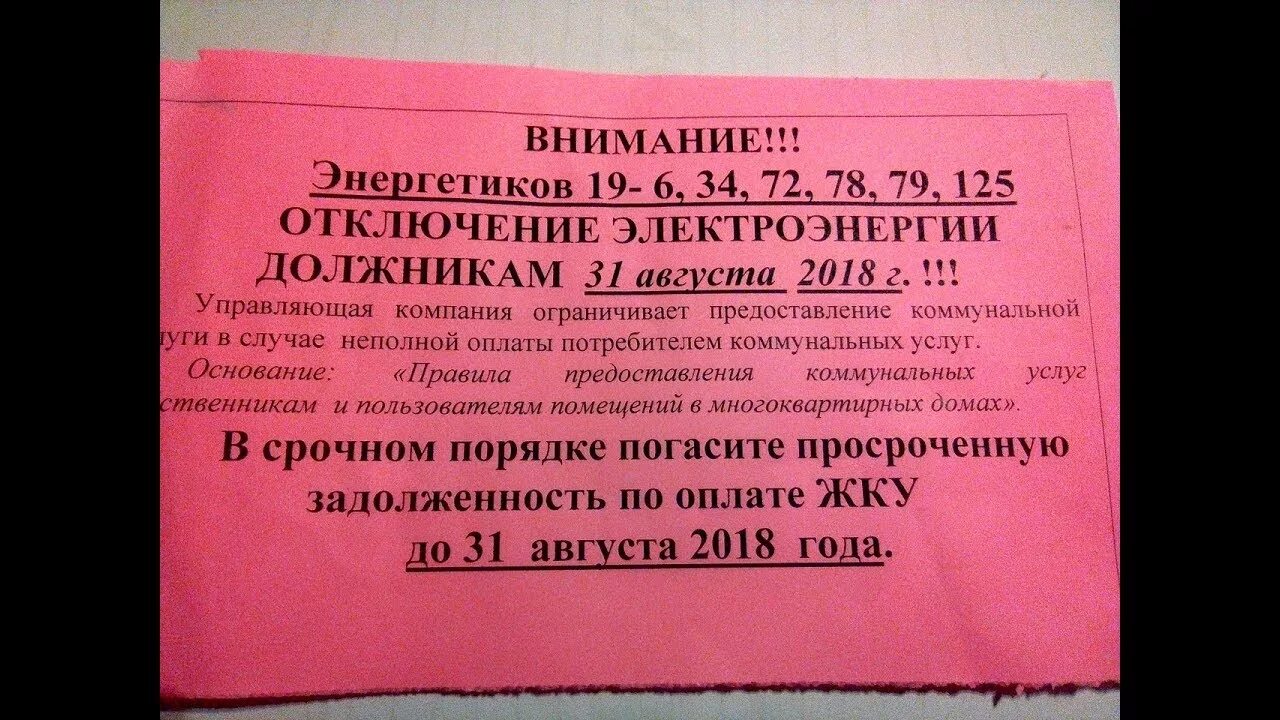 ВНИМАНИЕ!!!
Энергетиков 19- 6, 34, 72, 78, 79, 125
ОТКЛЮЧЕНИЕ ЭЛЕКТРОЭНЕРГИИ
ДОЛЖНИКАМ 31 августа 2018 г. !!!
Управляющая компания ограничивает предоставление коммунальной
луги в случае неполной оплаты потребителем коммунальных услуг.
Основание: «Правила предоставления коммунальных услуг
ственникам и пользователям помещений в многоквартирных домах».
В срочном порядке погасите просроченную
задолженность по оплате ЖКУ
до 31 августа 2018 года.